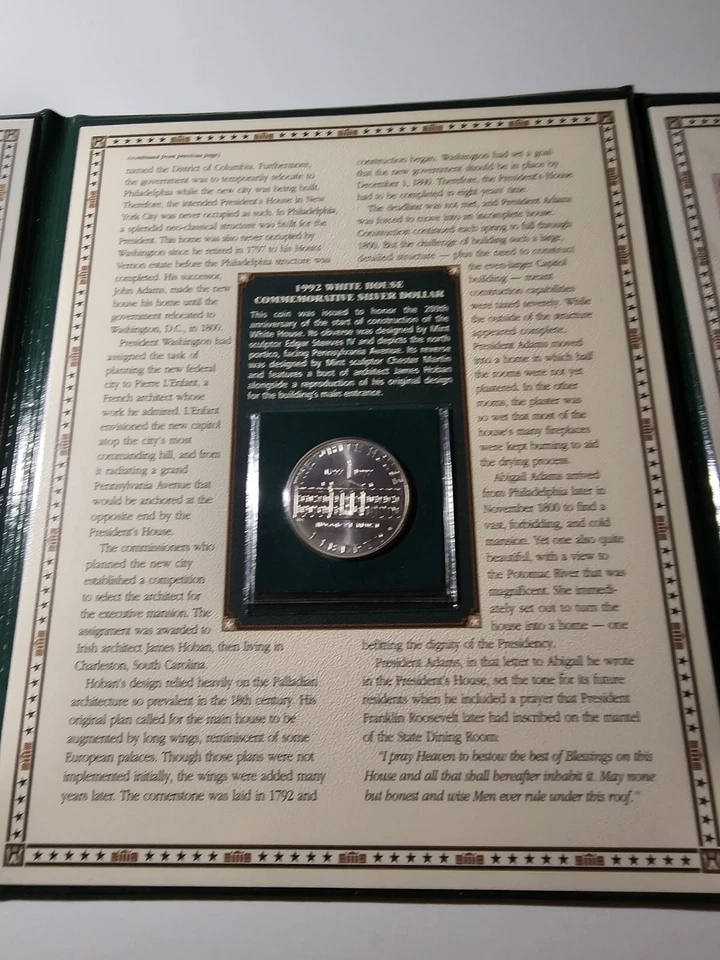 (continued from previous page)
named the District of Columbia. Furthermore,
the government was to temporarily relocate to
Philadelphia while the new city was being built.
Therefore, the intended President's House in New
York City was never occupied as such. In Philadelphia,
a splendid neo-classical structure was built for the
President. This home was also never occupied by
Washington since he retired in 1797 to his Mount
Vernon estate before the Philadelphia structure was
completed. His successor,
John Adams, made the new
house his home until the
government relocated to
Washington, D.C., in 1800.
President Washington had
assigned the task of
planning the new federal
city to Pierre L'Enfant, a
French architect whose
work he admired. L'Enfant
envisioned the new capitol
atop the city's most
commanding hill, and from
it radiating a grand
Pennsylvania Avenue that
would be anchored at the
opposite end by the
President's House.
The commissioners who
planned the new city
established a competition
to select the architect for
the executive mansion. The
assignment was awarded to
Irish architect James Hoban, then living in
Charleston, South Carolina.
Hoban's design relied heavily on the Palladian
architecture so prevalent in the 18th century. His
original plan called for the main house to be
augmented by long wings, reminiscent of some
European palaces. Though those plans were not
implemented initially, the wings were added many
years later. The cornerstone was laid in 1792 and
construction began. Washington had set a goal
that the new government should be in place by
December 1, 1800. Therefore, the President's House
had to be completed in eight years' time.
The deadline was not met, and President Adams
was forced to move into an incomplete house.
Construction continued each spring to fall through
1800. But the challenge of building such a large,
detailed structure — plus the need to construct
the even-larger Capitol
building — meant
construction capabilities
were taxed severely. While
the outside of the structure
appeared complete,
President Adams moved
into a home in which half
the rooms were not yet
plastered. In the other
rooms, the plaster was
so wet that most of the
house's many fireplaces
were kept burning to aid
the drying process.
Abigail Adams arrived
from Philadelphia later in
November 1800 to find a
vast, forbidding, and cold
mansion. Yet one also quite
beautiful, with a view to
the Potomac River that was
magnificent. She immedi-
ately set out to turn the
house into a home — one
befitting the dignity of the Presidency.
President Adams, in that letter to Abigail he wrote
in the President's House, set the tone for its future
residents when he included a prayer that President
Franklin Roosevelt later had inscribed on the mantel
of the State Dining Room:
"I pray Heaven to bestow the best of Blessings on this
House and all that shall hereafter inhabit it. May none
but honest and wise Men ever rule under this roof."
1992 WHITE HOUSE
COMMEMORATIVE SILVER DOLLAR
This coin was issued to honor the 200th
anniversary of the start of construction of the
White House. Its obverse was designed by Mint
sculptor Edgar Steeves IV and depicts the north
portico, facing Pennsylvania Avenue. Its reverse
was designed by Mint sculptor Chester Martin
and features a bust of architect James Hoban
alongside a reproduction of his original design
for the building's main entrance.
THE WHITE HOUSE
LIBERTY